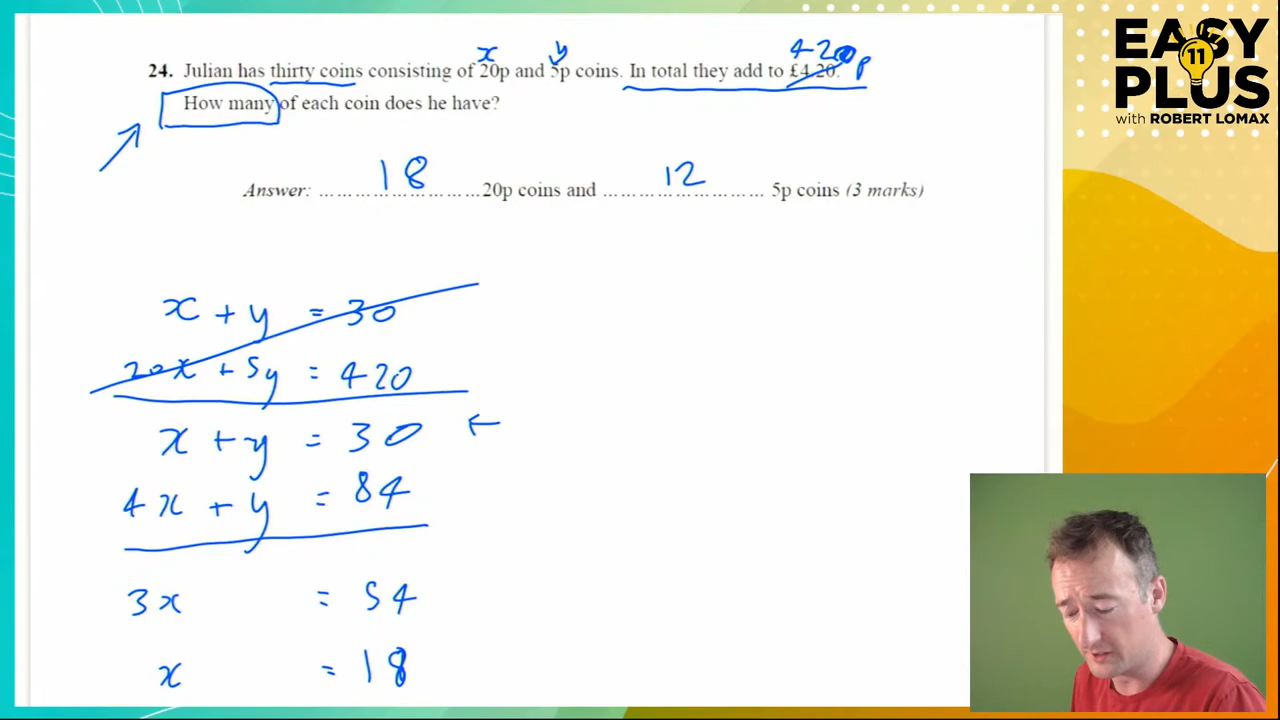 EASY
11
PLUS
with ROBERT LOMAX
x y 420p
24. Julian has thirty coins consisting of 20p and 5p coins. In total they add to £4.20.
How many of each coin does he have?
18 12
Answer: ........................... 20p coins and ........................... 5p coins (3 marks)
x + y = 30
20x + 5y = 420
x + y = 30 ←
4x + y = 84
3x = 54
x = 18